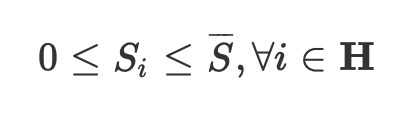 0 ≤ S_i ≤ S̅, ∀i ∈ 𝐇